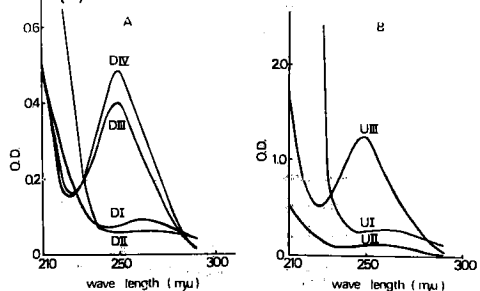 A
0.6
DIV
0.4
DIII
O.D.
0.2
DI
DII
0
210
250
300
wave length (mμ)
B
2.0
UIII
O.D.
1.0
UI
UIII
0
210
250
300
wave length (mμ)